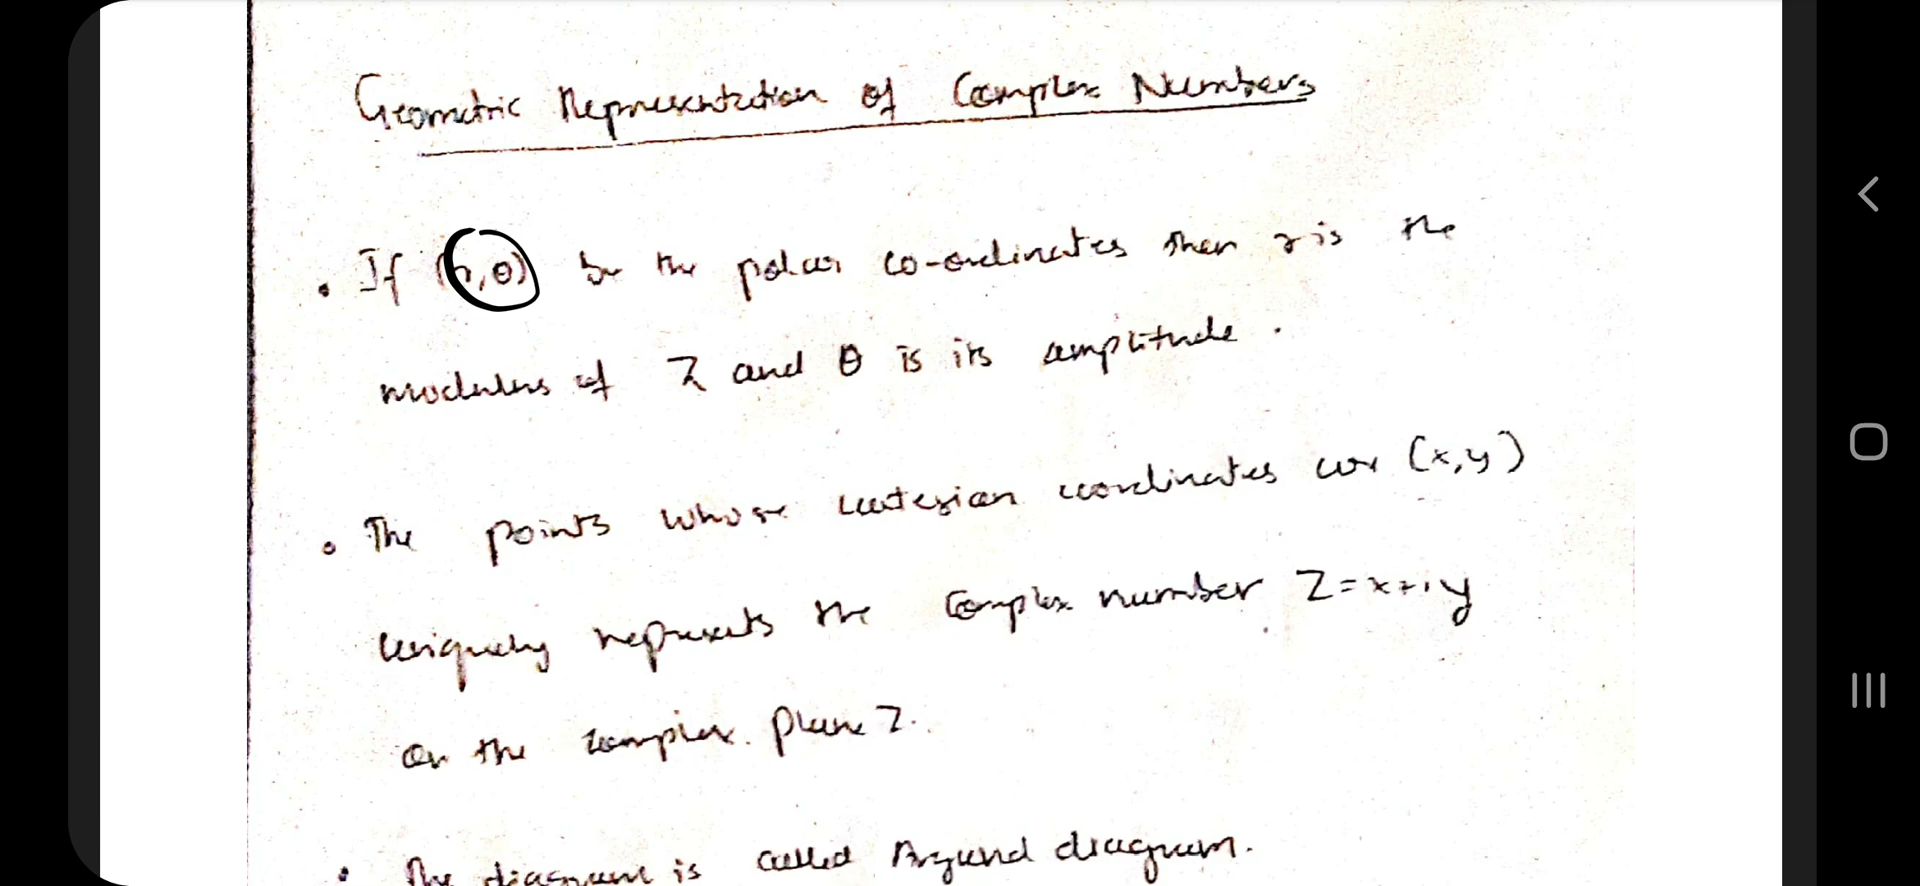 Geometric Representation of Complex Numbers
• If (r,θ) be the polar co-ordinates then r is the
modulus of Z and θ is its amplitude.
• The points whose cartesian coordinates are (x,y)
uniquely represents the complex number Z=x+iy
on the complex plane Z.
• The diagram is called Argand diagram.